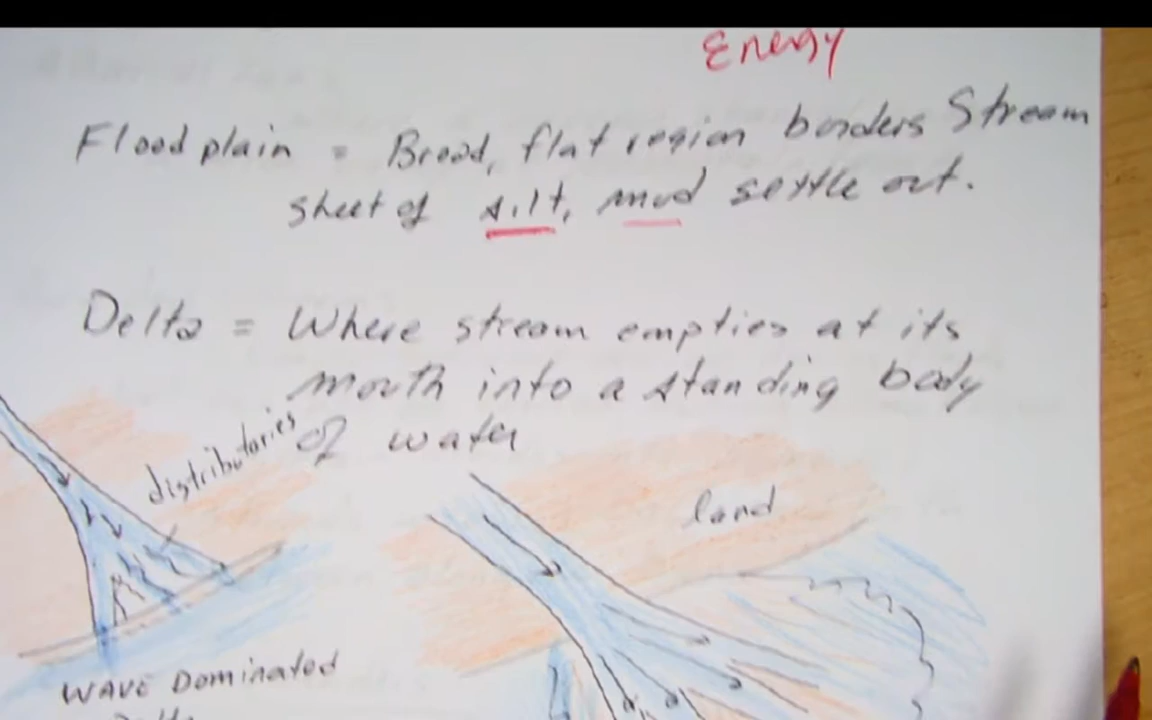 Energy
Flood plain = Broad, flat region borders Stream
sheet of silt, mud settle out.
Delta = Where stream empties at its
mouth into a standing body
of water
distributaries
land
WAVE Dominated
Delta